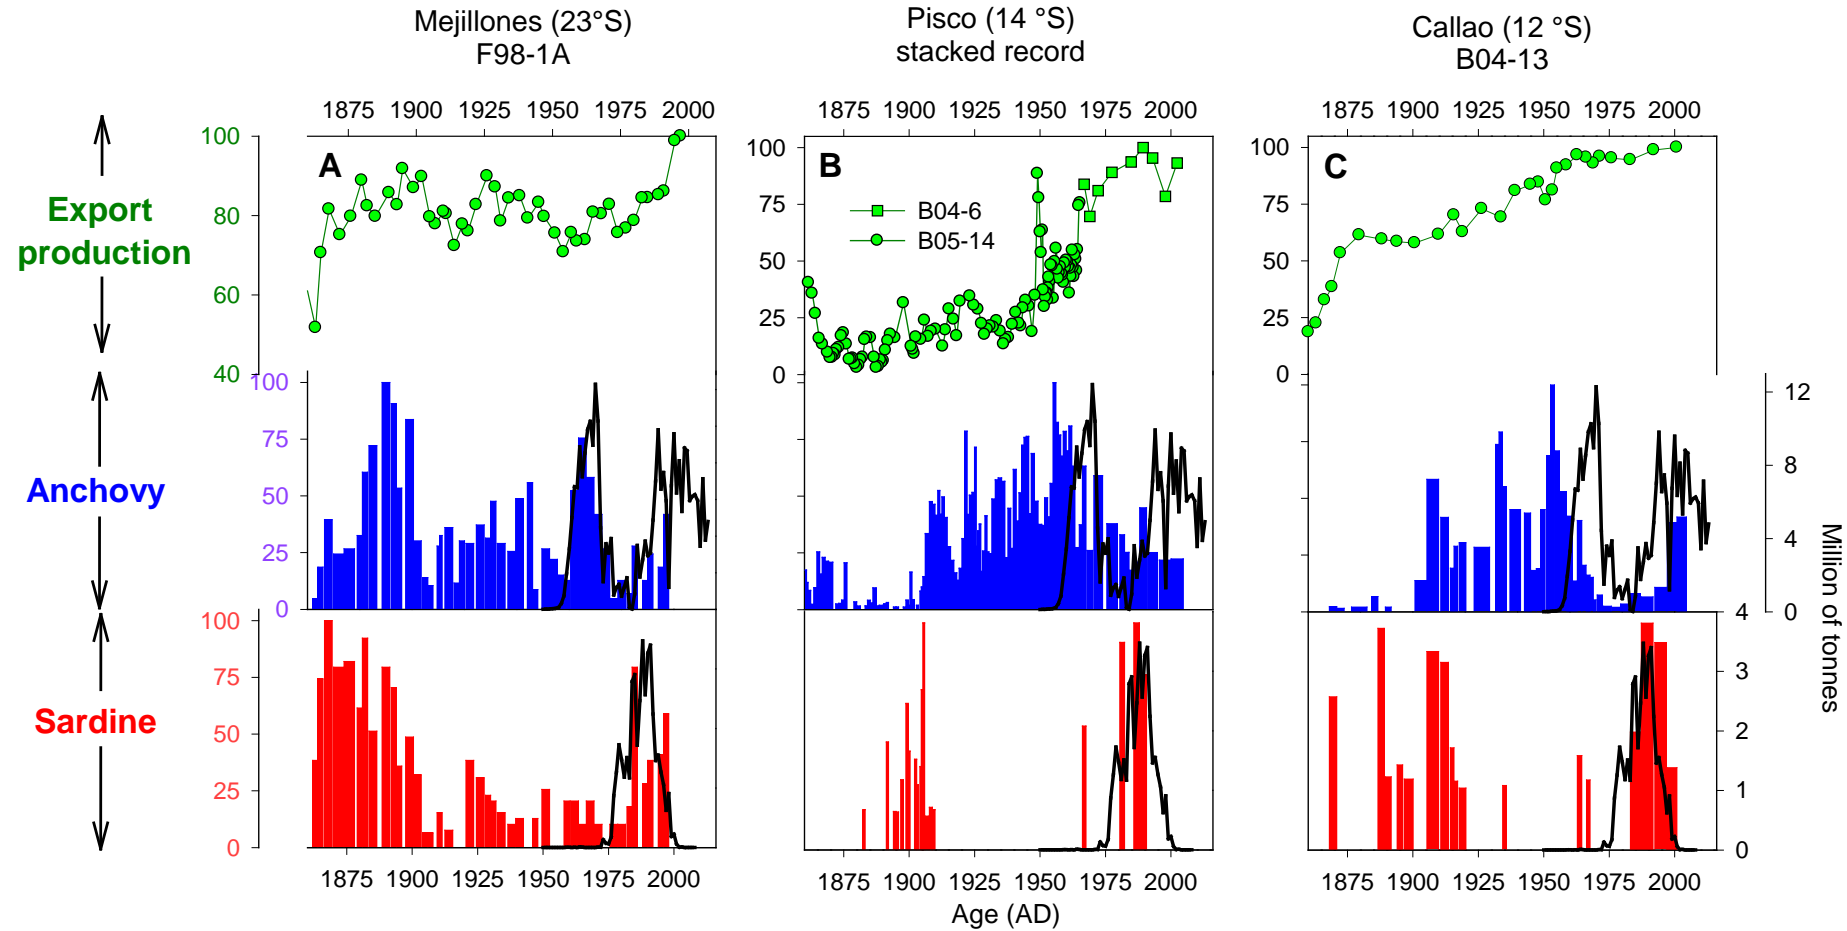 Mejillones (23°S)
F98-1A
Pisco (14 °S)
stacked record
Callao (12 °S)
B04-13
1875 1900 1925 1950 1975 2000
1875 1900 1925 1950 1975 2000
1875 1900 1925 1950 1975 2000
Export
production
100
80
60
40
A
100
75
50
25
0
B
B04-6
B05-14
100
75
50
25
0
C
Anchovy
100
75
50
25
0
12
8
4
0
Sardine
100
75
50
25
0
4
3
2
1
0
Million of tonnes
1875 1900 1925 1950 1975 2000
1875 1900 1925 1950 1975 2000
1875 1900 1925 1950 1975 2000
Age (AD)